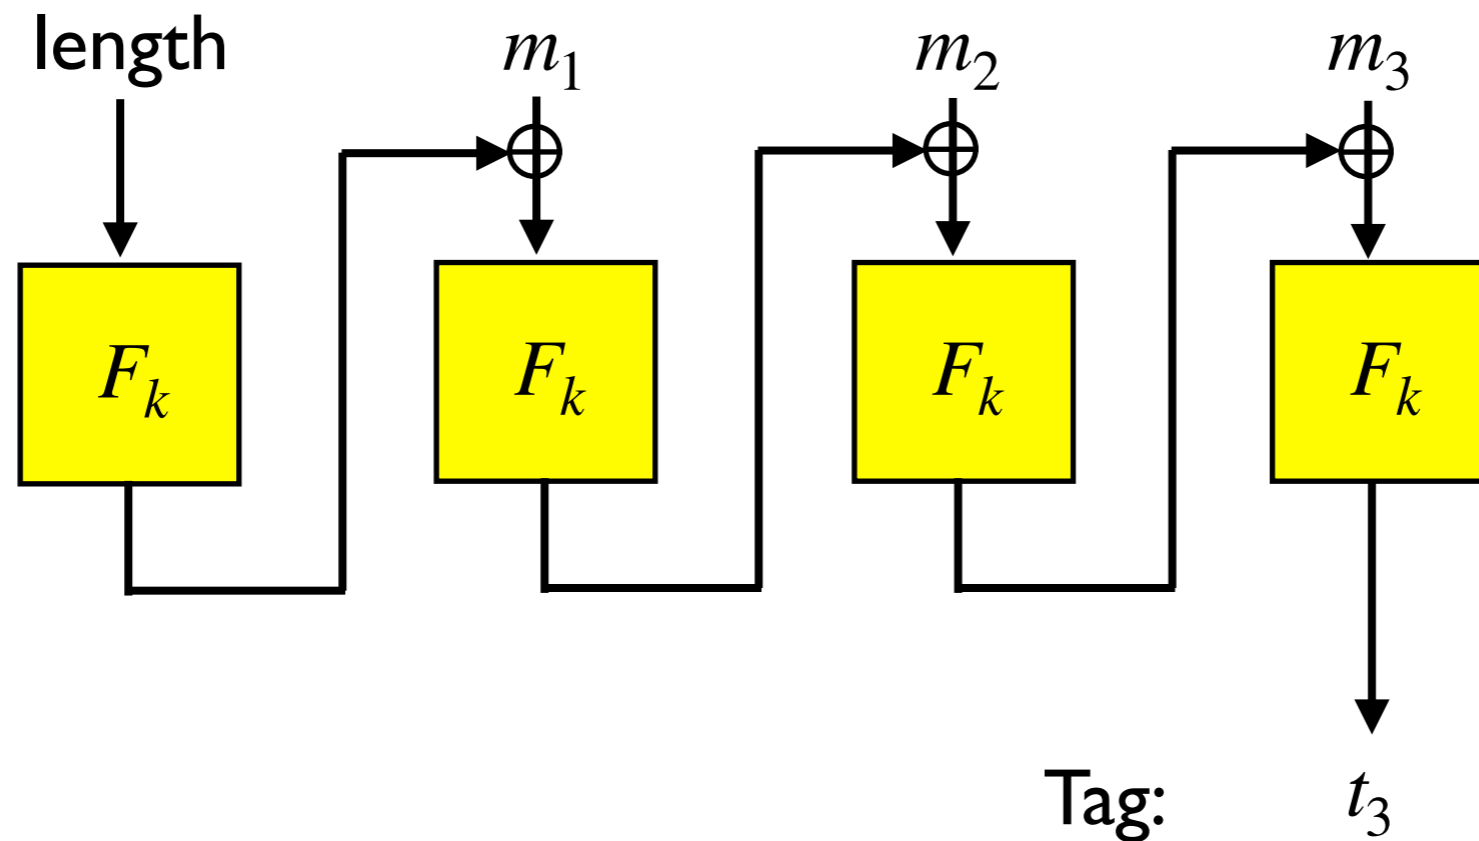 length m₁ m₂ m₃
Fₖ Fₖ Fₖ Fₖ
Tag: t₃